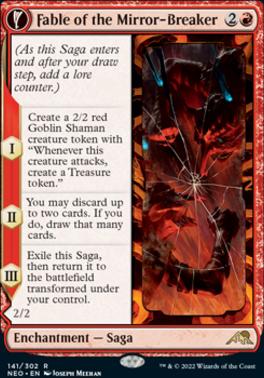 Fable of the Mirror-Breaker 2
(As this Saga enters
and after your draw
step, add a lore
counter.)
I
Create a 2/2 red
Goblin Shaman
creature token with
"Whenever this
creature attacks,
create a Treasure
token."
II
You may discard up
to two cards. If you
do, draw that many
cards.
III
Exile this Saga,
then return it to
the battlefield
transformed under
your control.
2/2
Enchantment — Saga
141/302 R
NEO • EN JOSEPH MEEHAN
™ & © 2022 Wizards of the Coast